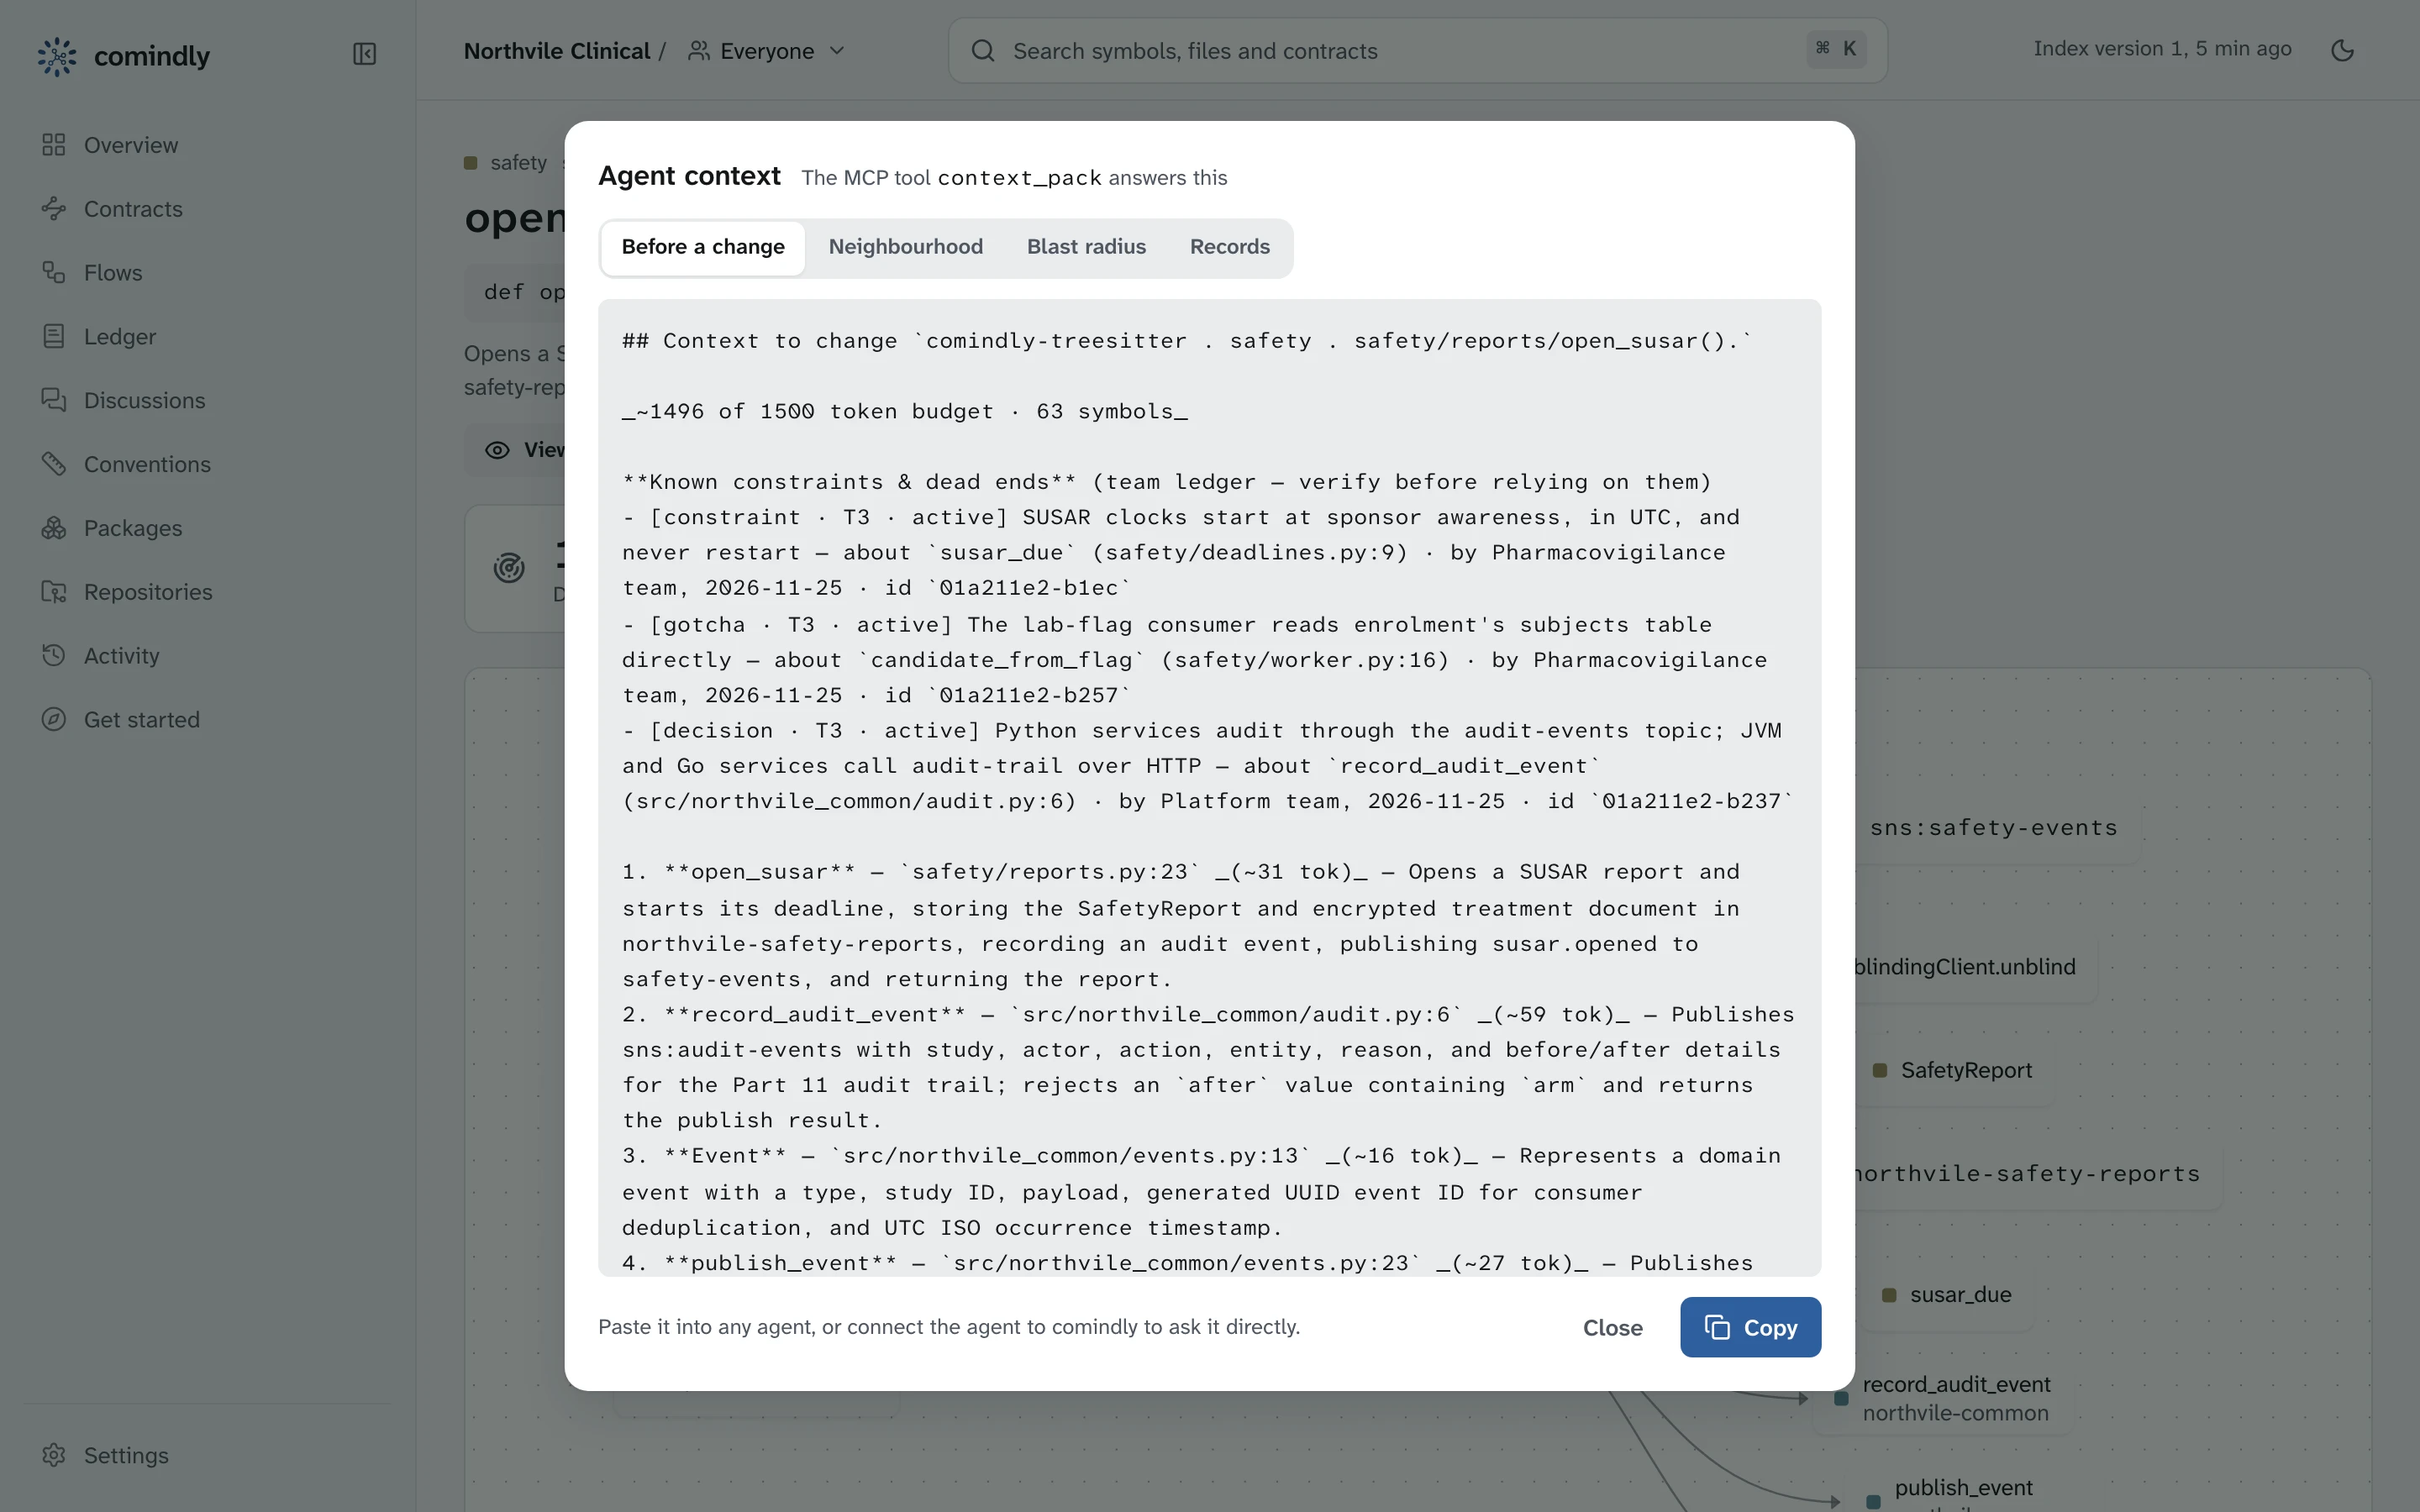 comindly
Northvile Clinical / Everyone
Search symbols, files and contracts
⌘ K
Index version 1, 5 min ago
Overview
Contracts
Flows
Ledger
Discussions
Conventions
Packages
Repositories
Activity
Get started
Settings
safety
open
def op
Opens a S
safety-rep
View
Agent context The MCP tool context_pack answers this
Before a change Neighbourhood Blast radius Records
## Context to change `comindly-treesitter . safety . safety/reports/open_susar().`
_~1496 of 1500 token budget · 63 symbols_
**Known constraints & dead ends** (team ledger — verify before relying on them)
- [constraint · T3 · active] SUSAR clocks start at sponsor awareness, in UTC, and
never restart — about `susar_due` (safety/deadlines.py:9) · by Pharmacovigilance
team, 2026-11-25 · id `01a211e2-b1ec`
- [gotcha · T3 · active] The lab-flag consumer reads enrolment's subjects table
directly — about `candidate_from_flag` (safety/worker.py:16) · by Pharmacovigilance
team, 2026-11-25 · id `01a211e2-b257`
- [decision · T3 · active] Python services audit through the audit-events topic; JVM
and Go services call audit-trail over HTTP — about `record_audit_event`
(src/northvile_common/audit.py:6) · by Platform team, 2026-11-25 · id `01a211e2-b237`
1. **open_susar** — `safety/reports.py:23` _(~31 tok)_ — Opens a SUSAR report and
starts its deadline, storing the SafetyReport and encrypted treatment document in
northvile-safety-reports, recording an audit event, publishing susar.opened to
safety-events, and returning the report.
2. **record_audit_event** — `src/northvile_common/audit.py:6` _(~59 tok)_ — Publishes
sns:audit-events with study, actor, action, entity, reason, and before/after details
for the Part 11 audit trail; rejects an `after` value containing `arm` and returns
the publish result.
3. **Event** — `src/northvile_common/events.py:13` _(~16 tok)_ — Represents a domain
event with a type, study ID, payload, generated UUID event ID for consumer
deduplication, and UTC ISO occurrence timestamp.
4. **publish_event** — `src/northvile_common/events.py:23` _(~27 tok)_ — Publishes
Paste it into any agent, or connect the agent to comindly to ask it directly.
Close
Copy
sns:safety-events
blindingClient.unblind
SafetyReport
northvile-safety-reports
susar_due
record_audit_event
northvile-common
publish_event